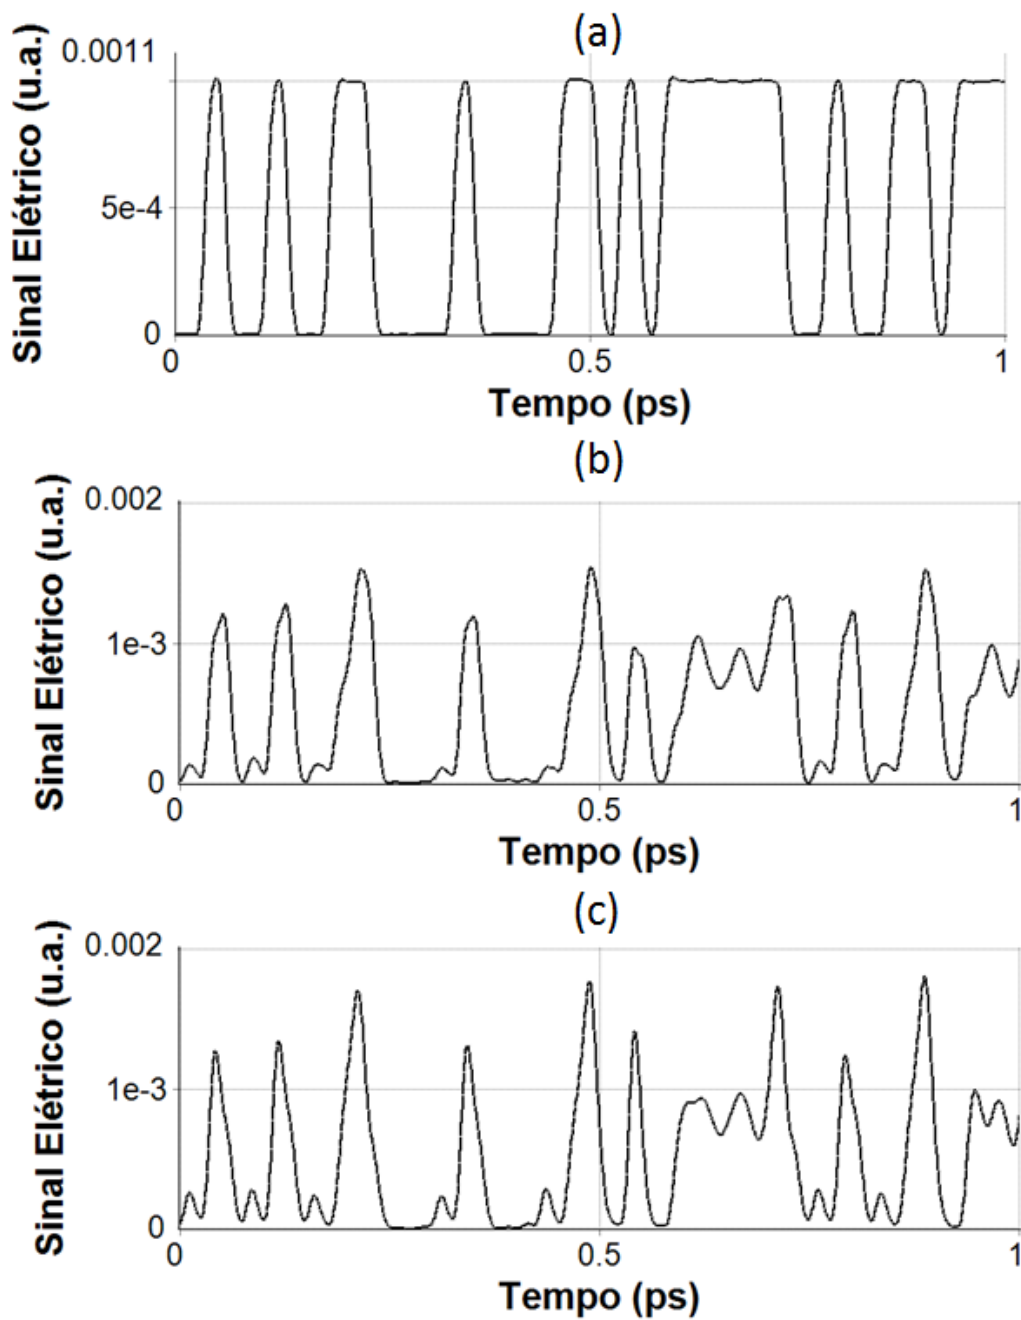 (a)
0.0011
5e-4
0
Sinal Elétrico (u.a.)
0
0.5
1
Tempo (ps)
(b)
0.002
1e-3
0
Sinal Elétrico (u.a.)
0
0.5
1
Tempo (ps)
(c)
0.002
1e-3
0
Sinal Elétrico (u.a.)
0
0.5
1
Tempo (ps)